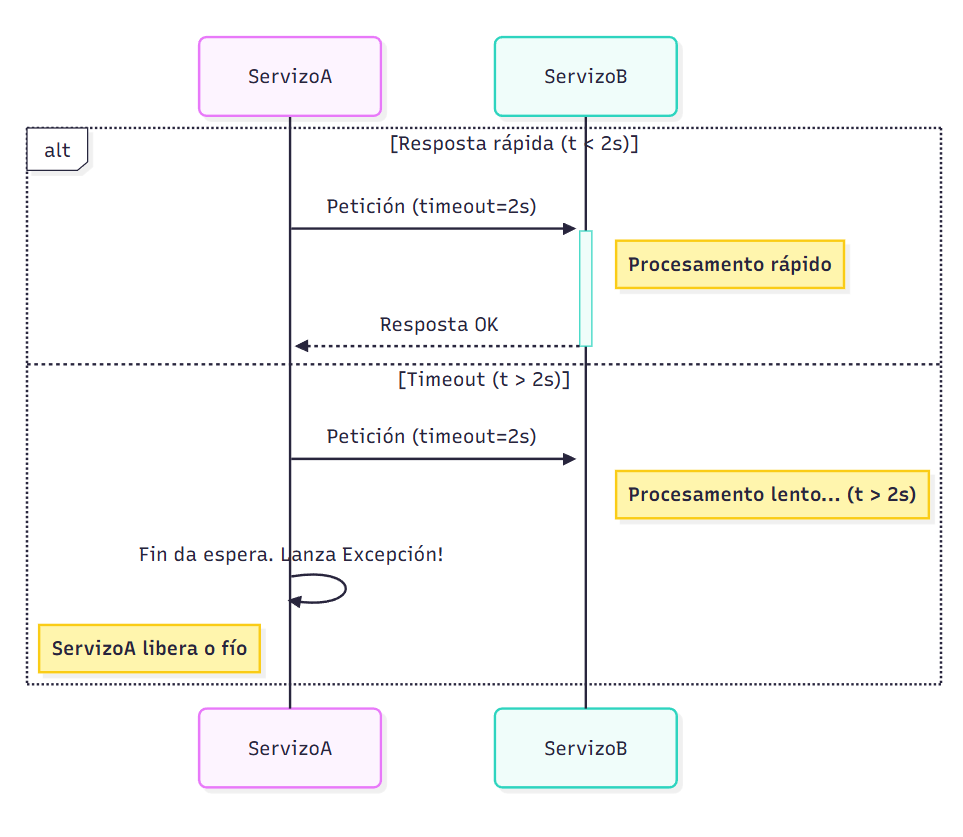 ServizoA
ServizoB
alt
[Resposta rápida (t < 2s)]
Petición (timeout=2s)
Procesamento rápido
Resposta OK
[Timeout (t > 2s)]
Petición (timeout=2s)
Procesamento lento... (t > 2s)
Fin da espera. Lanza Excepción!
ServizoA libera o fío
ServizoA
ServizoB